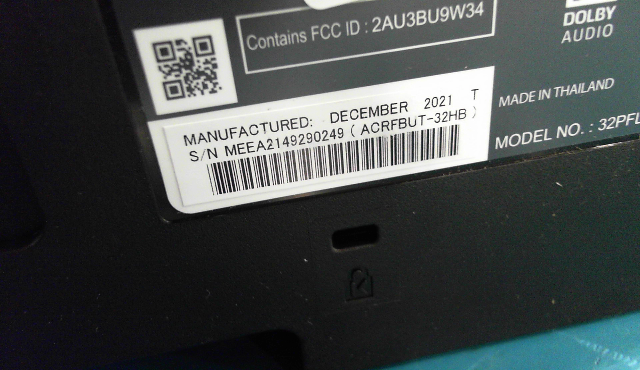 Contains FCC ID : 2AU3BU9W34
DOLBY
AUDIO
MANUFACTURED: DECEMBER 2021 T
S/N MEEA2149290249 ( ACRFBUT-32HB )
MADE IN THAILAND
MODEL NO. : 32PFL